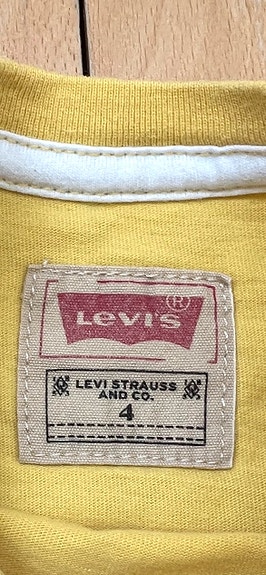 Levi's®
LEVI STRAUSS
AND CO.
4